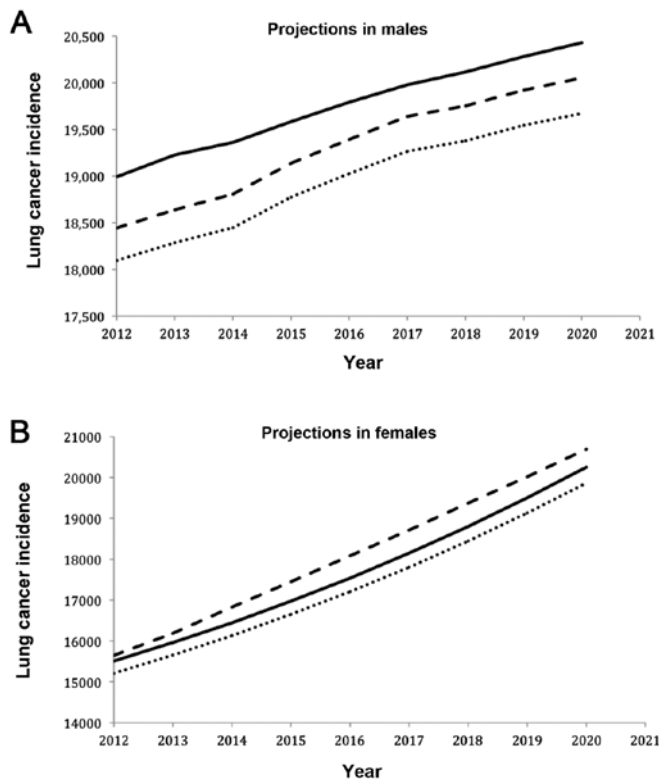 A
Projections in males
Lung cancer incidence
20,500
20,000
19,500
19,000
18,500
18,000
17,500
2012 2013 2014 2015 2016 2017 2018 2019 2020 2021
Year
B
Projections in females
Lung cancer incidence
21000
20000
19000
18000
17000
16000
15000
14000
2012 2013 2014 2015 2016 2017 2018 2019 2020 2021
Year